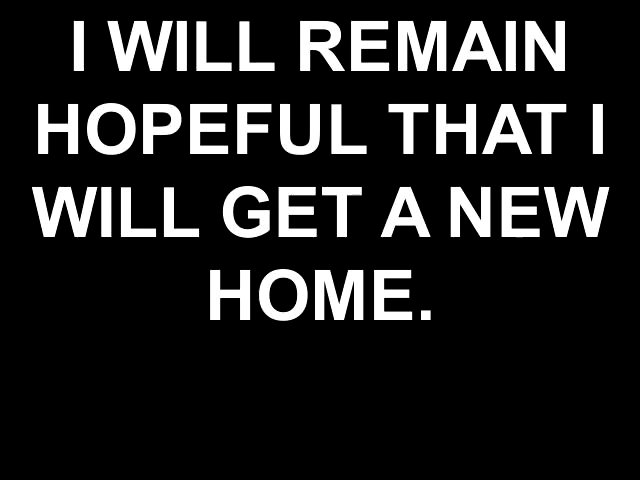 I WILL REMAIN
HOPEFUL THAT I
WILL GET A NEW
HOME.